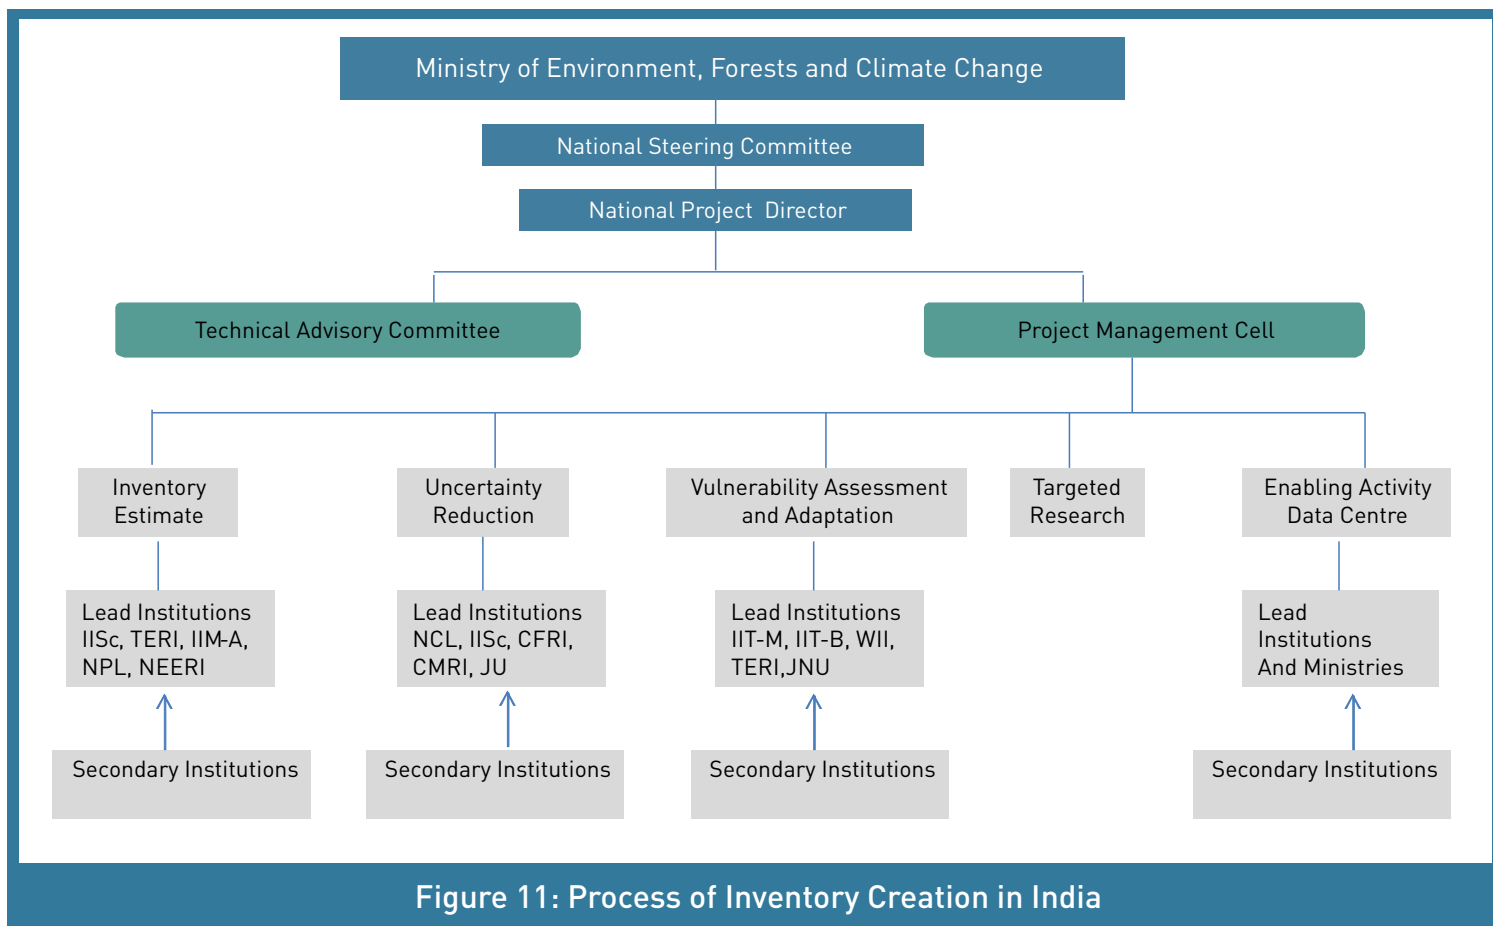 Ministry of Environment, Forests and Climate Change
National Steering Committee
National Project Director
Technical Advisory Committee
Project Management Cell
Inventory
Estimate
Uncertainty
Reduction
Vulnerability Assessment
and Adaptation
Targeted
Research
Enabling Activity
Data Centre
Lead Institutions
IISc, TERI, IIM-A,
NPL, NEERI
Lead Institutions
NCL, IISc, CFRI,
CMRI, JU
Lead Institutions
IIT-M, IIT-B, WII,
TERI,JNU
Lead
Institutions
And Ministries
Secondary Institutions
Secondary Institutions
Secondary Institutions
Secondary Institutions
Figure 11: Process of Inventory Creation in India